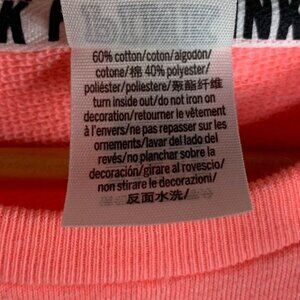 60% cotton/coton/algodón/
cotone/棉 40% polyester/
poliéster/poliestere/聚酯纤维
turn inside out/do not iron on
decoration/retourner le vêtement
à l'envers/ne pas repasser sur les
ornements/lavar del lado del
revés/no planchar sobre la
decoración/girare al rovescio/
non stirare le decorazioni/
反面水洗/